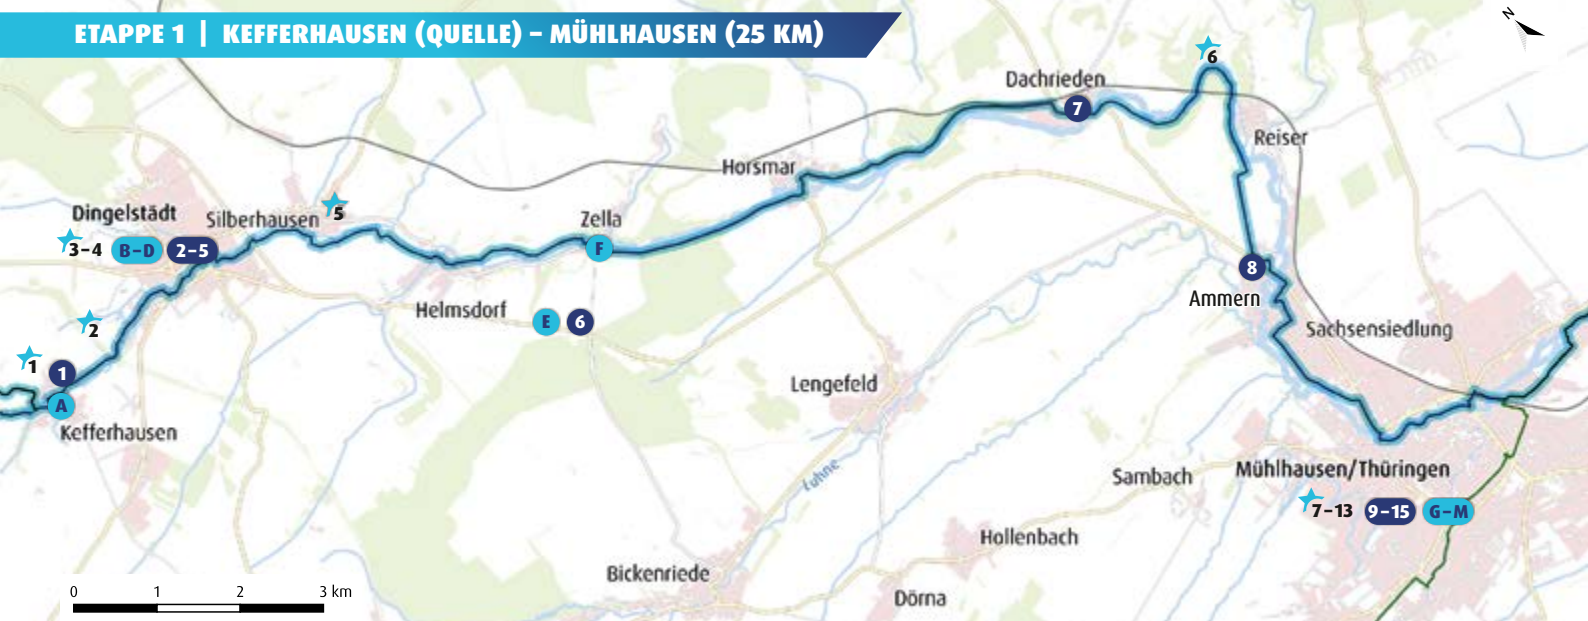 ETAPPE 1 | KEFFERHAUSEN (QUELLE) – MÜHLHAUSEN (25 KM)
N
6
Dachrieden
7
Reiser
Horsmar
Dingelstädt
Silberhausen
5
Zella
3–4 B–D 2–5
F
8
Ammern
Helmsdorf
E 6
2
Sachsensiedlung
1
1
Lengefeld
A
Kefferhausen
Luhne
Sambach
Mühlhausen/Thüringen
7–13 9–15 G–M
Hollenbach
Bickenriede
Dörna
0 1 2 3 km